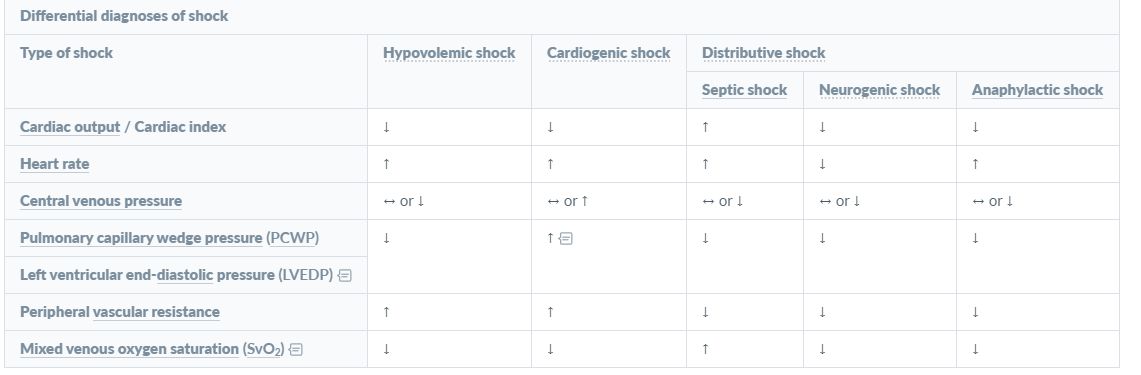 Differential diagnoses of shock
Type of shock Hypovolemic shock Cardiogenic shock Distributive shock
Septic shock Neurogenic shock Anaphylactic shock
Cardiac output / Cardiac index ↓ ↓ ↑ ↓ ↓
Heart rate ↑ ↑ ↑ ↓ ↑
Central venous pressure ↔ or ↓ ↔ or ↑ ↔ or ↓ ↔ or ↓ ↔ or ↓
Pulmonary capillary wedge pressure (PCWP) ↓ ↑ ↓ ↓ ↓
Left ventricular end-diastolic pressure (LVEDP)
Peripheral vascular resistance ↑ ↑ ↓ ↓ ↓
Mixed venous oxygen saturation (SvO₂) ↓ ↓ ↑ ↓ ↓